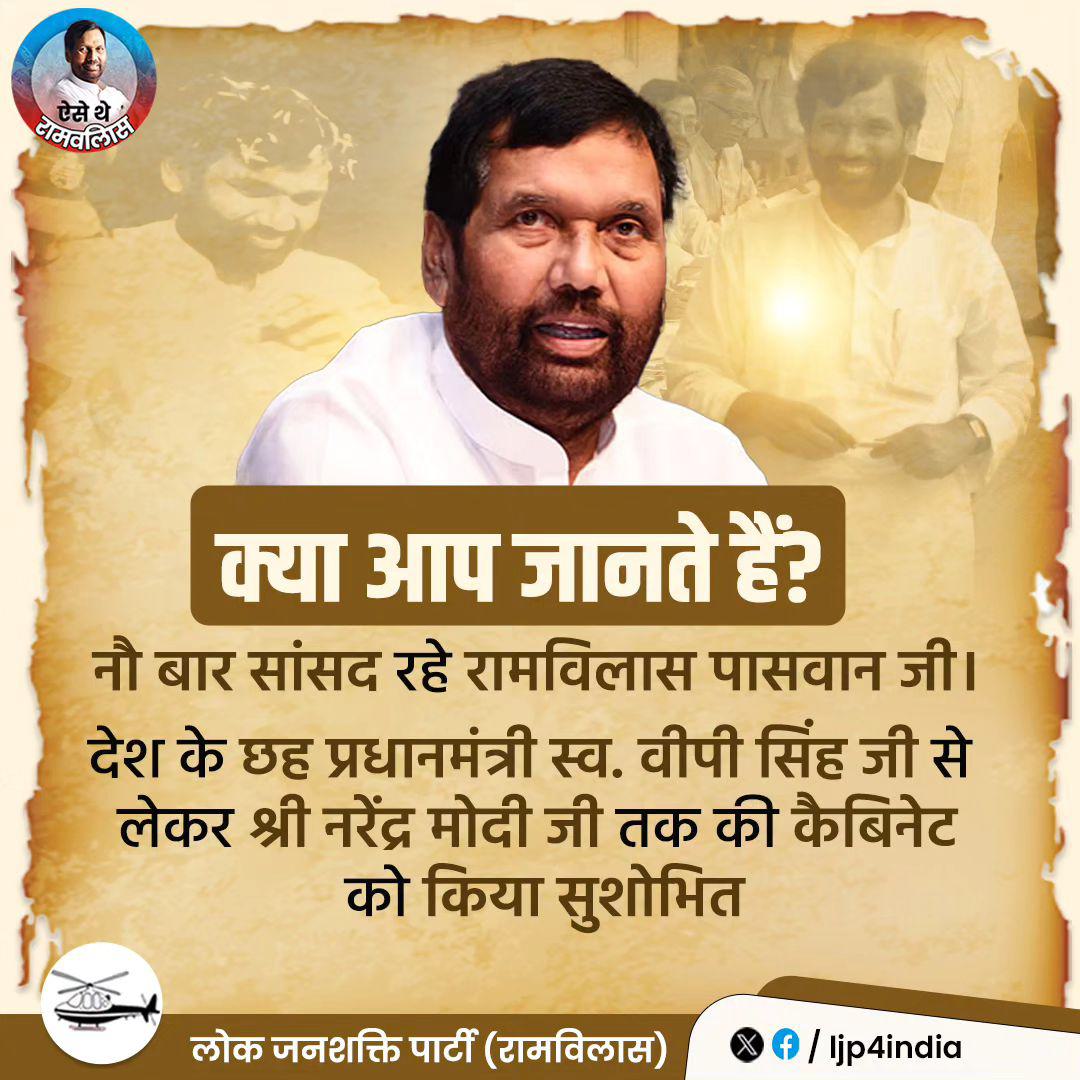 ऐसे थे
रामविलास
क्या आप जानते हैं?
नौ बार सांसद रहे रामविलास पासवान जी।
देश के छह प्रधानमंत्री स्व. वीपी सिंह जी से
लेकर श्री नरेंद्र मोदी जी तक की कैबिनेट
को किया सुशोभित
लोक जनशक्ति पार्टी (रामविलास)
/ ljp4india